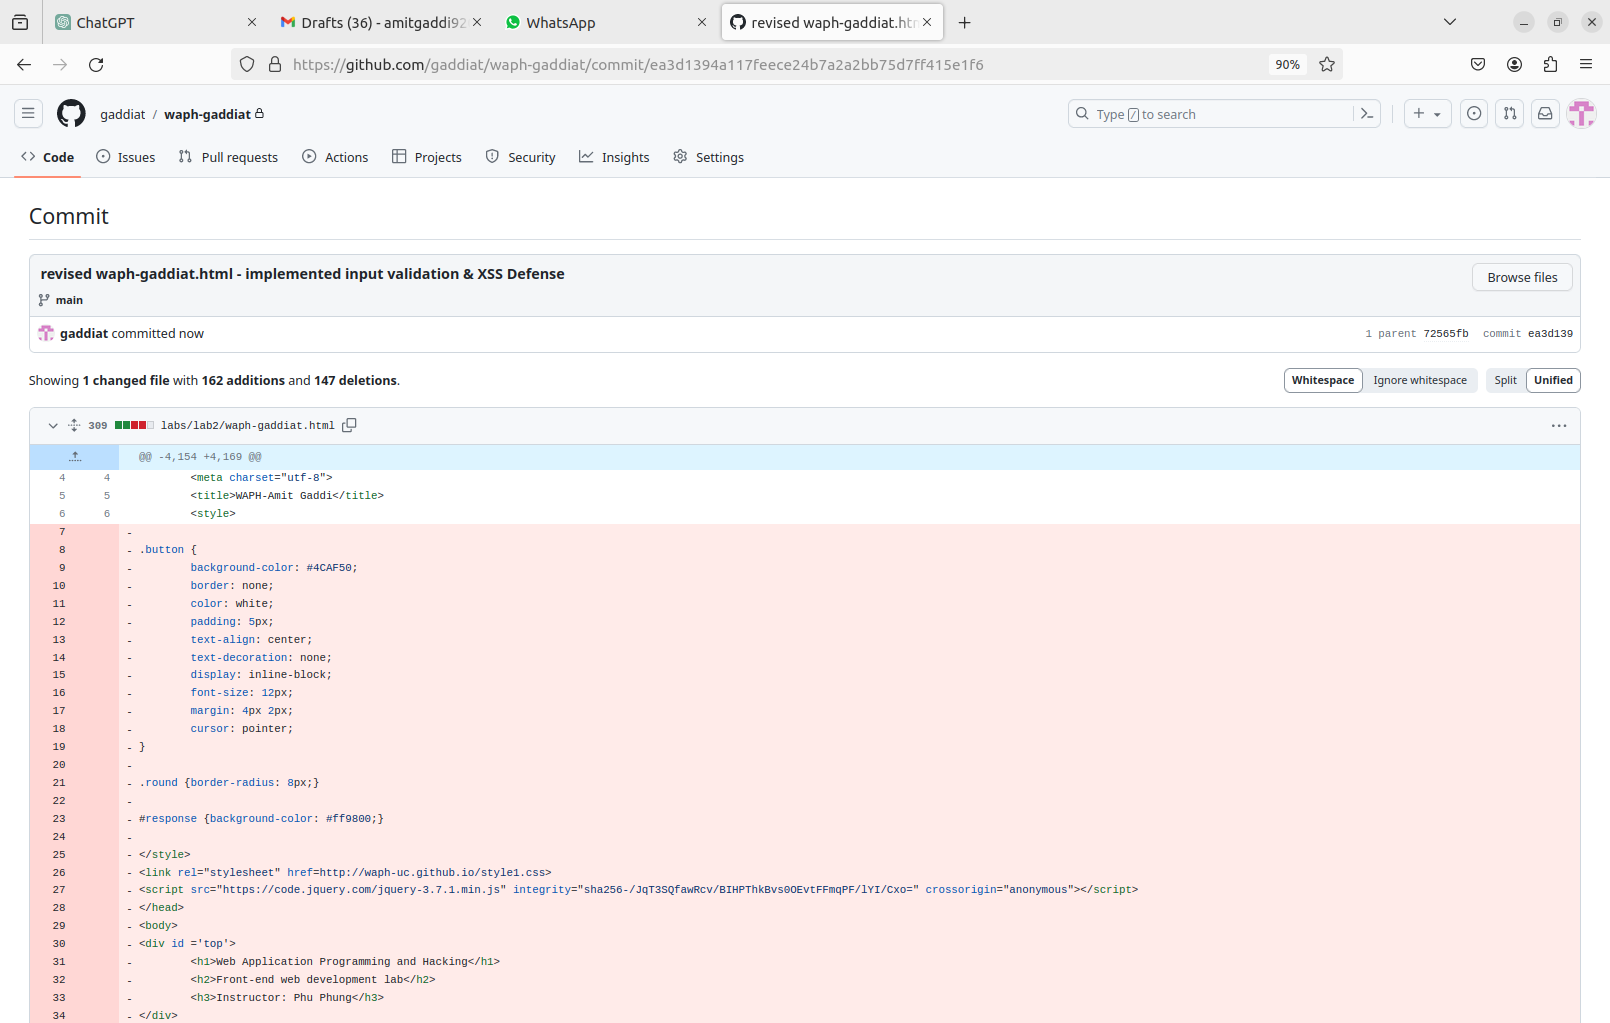 ChatGPT
Drafts (36) - amitgaddi92
WhatsApp
revised waph-gaddiat.htm
https://github.com/gaddiat/waph-gaddiat/commit/ea3d1394a117feece24b7a2a2bb75d7ff415e1f6
90%
gaddiat / waph-gaddiat
Type / to search
Code
Issues
Pull requests
Actions
Projects
Security
Insights
Settings
Commit
revised waph-gaddiat.html - implemented input validation & XSS Defense
Browse files
main
gaddiat committed now
1 parent 72565fb commit ea3d139
Showing 1 changed file with 162 additions and 147 deletions.
Whitespace
Ignore whitespace
Split
Unified
309 labs/lab2/waph-gaddiat.html
@@ -4,154 +4,169 @@
4 4 <meta charset="utf-8">
5 5 <title>WAPH-Amit Gaddi</title>
6 6 <style>
7 -
8 - .button {
9 - background-color: #4CAF50;
10 - border: none;
11 - color: white;
12 - padding: 5px;
13 - text-align: center;
14 - text-decoration: none;
15 - display: inline-block;
16 - font-size: 12px;
17 - margin: 4px 2px;
18 - cursor: pointer;
19 - }
20 -
21 - .round {border-radius: 8px;}
22 -
23 - #response {background-color: #ff9800;}
24 -
25 - </style>
26 - <link rel="stylesheet" href=http://waph-uc.github.io/style1.css>
27 - <script src="https://code.jquery.com/jquery-3.7.1.min.js" integrity="sha256-/JqT3SQfawRcv/BIHPThkBvs0OEvtFFmqPF/lYI/Cxo=" crossorigin="anonymous"></script>
28 - </head>
29 - <body>
30 - <div id ='top'>
31 - <h1>Web Application Programming and Hacking</h1>
32 - <h2>Front-end web development lab</h2>
33 - <h3>Instructor: Phu Phung</h3>
34 - </div>